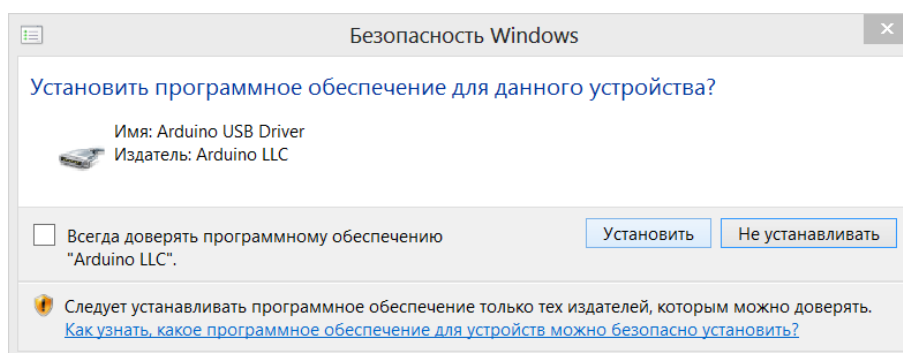 Безопасность Windows
Установить программное обеспечение для данного устройства?
Имя: Arduino USB Driver
Издатель: Arduino LLC
Всегда доверять программному обеспечению
"Arduino LLC".
Установить
Не устанавливать
Следует устанавливать программное обеспечение только тех издателей, которым можно доверять.
Как узнать, какое программное обеспечение для устройств можно безопасно установить?